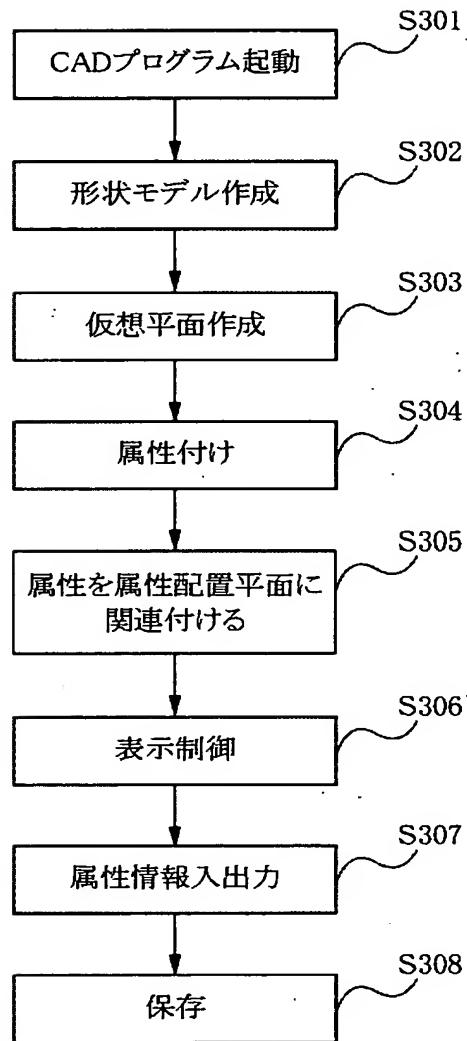 S301
CADプログラム起動
S302
形状モデル作成
S303
仮想平面作成
S304
属性付け
S305
属性を属性配置平面に
関連付ける
S306
表示制御
S307
属性情報入出力
S308
保存